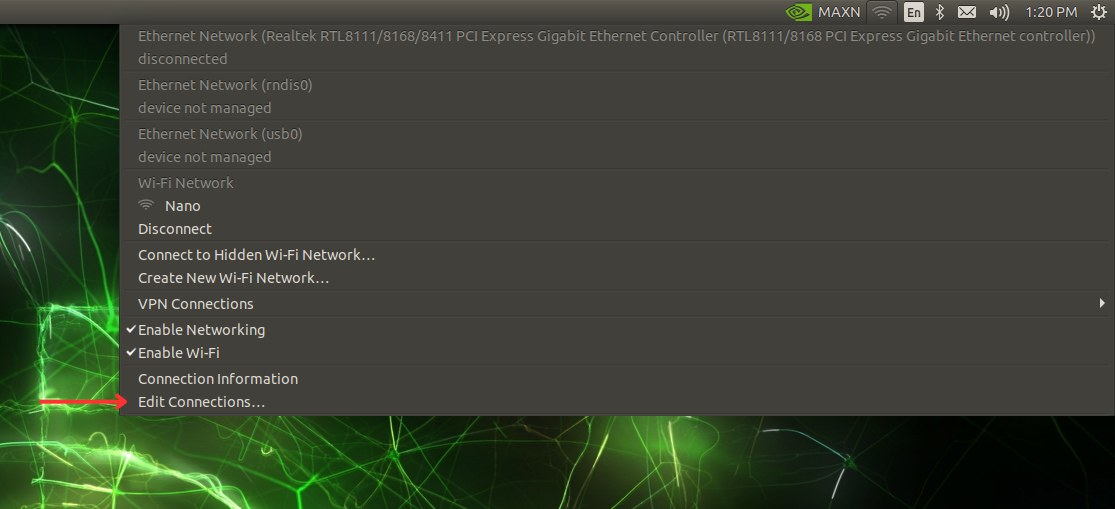 MAXN En 1:20 PM
Ethernet Network (Realtek RTL8111/8168/8411 PCI Express Gigabit Ethernet Controller (RTL8111/8168 PCI Express Gigabit Ethernet controller))
disconnected
Ethernet Network (rndis0)
device not managed
Ethernet Network (usb0)
device not managed
Wi-Fi Network
Nano
Disconnect
Connect to Hidden Wi-Fi Network…
Create New Wi-Fi Network…
VPN Connections
Enable Networking
Enable Wi-Fi
Connection Information
Edit Connections…